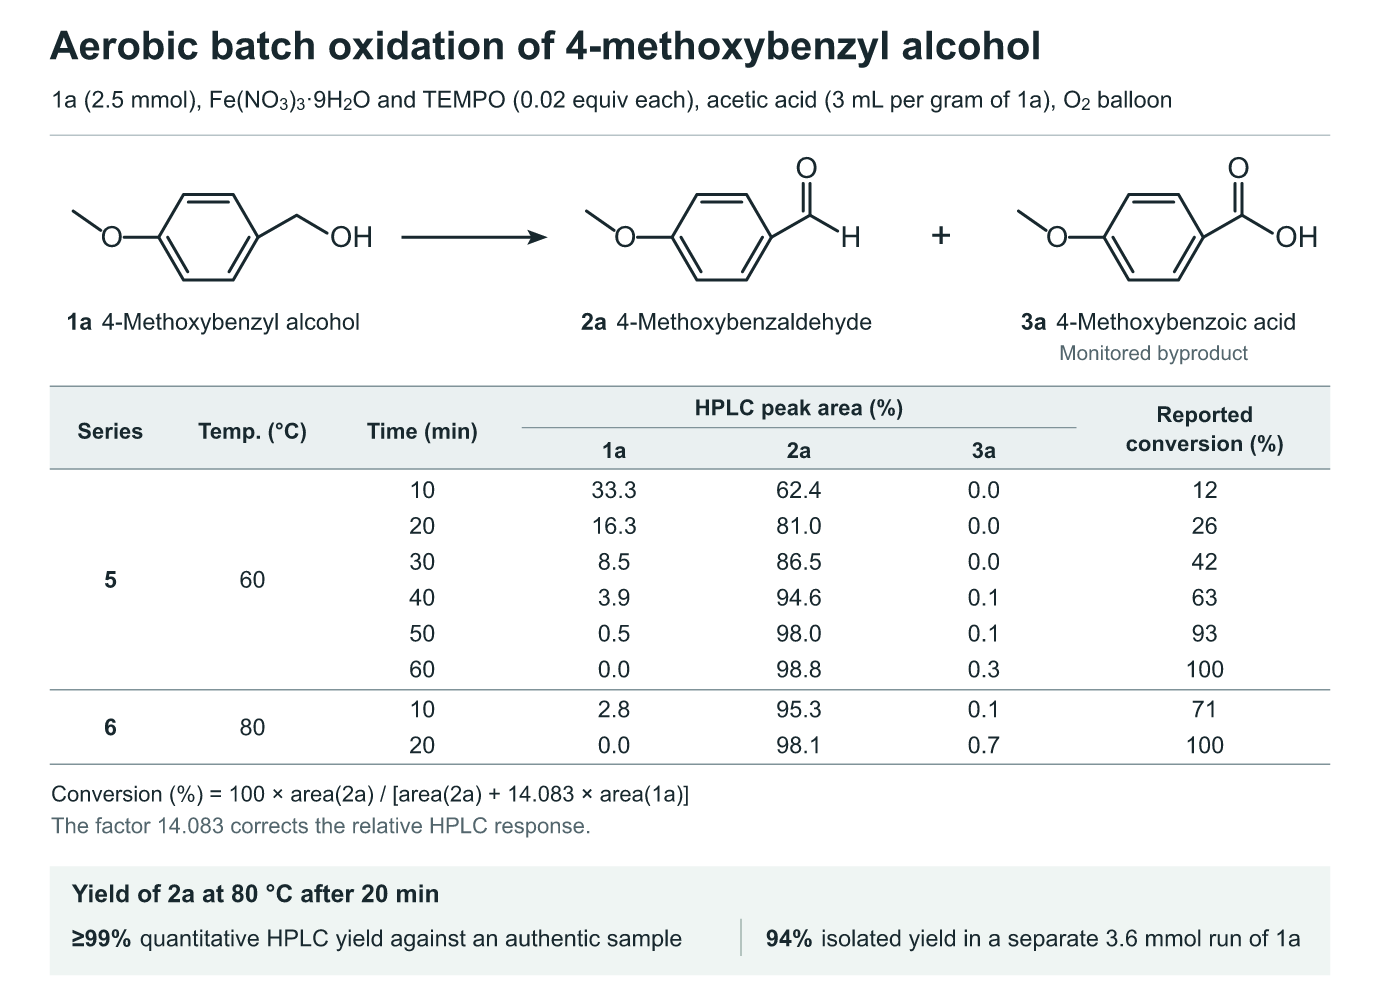 Aerobic batch oxidation of 4-methoxybenzyl alcohol
1a (2.5 mmol), Fe(NO₃)₃·9H₂O and TEMPO (0.02 equiv each), acetic acid (3 mL per gram of 1a), O₂ balloon
O OH
O O H
+
O O OH
1a 4-Methoxybenzyl alcohol
2a 4-Methoxybenzaldehyde
3a 4-Methoxybenzoic acid
Monitored byproduct
Series Temp. (°C) Time (min) HPLC peak area (%) Reported conversion (%)
1a 2a 3a
5 60
10 33.3 62.4 0.0 12
20 16.3 81.0 0.0 26
30 8.5 86.5 0.0 42
40 3.9 94.6 0.1 63
50 0.5 98.0 0.1 93
60 0.0 98.8 0.3 100
6 80
10 2.8 95.3 0.1 71
20 0.0 98.1 0.7 100
Conversion (%) = 100 × area(2a) / [area(2a) + 14.083 × area(1a)]
The factor 14.083 corrects the relative HPLC response.
Yield of 2a at 80 °C after 20 min
≥99% quantitative HPLC yield against an authentic sample
94% isolated yield in a separate 3.6 mmol run of 1a